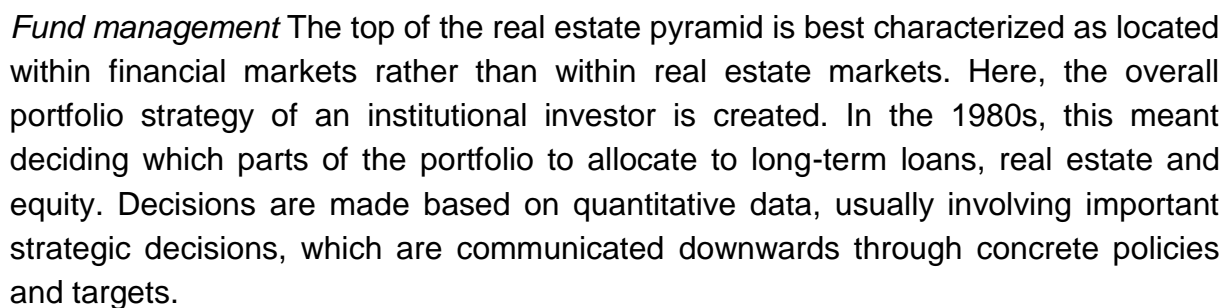 Fund management The top of the real estate pyramid is best characterized as located
within financial markets rather than within real estate markets. Here, the overall
portfolio strategy of an institutional investor is created. In the 1980s, this meant
deciding which parts of the portfolio to allocate to long-term loans, real estate and
equity. Decisions are made based on quantitative data, usually involving important
strategic decisions, which are communicated downwards through concrete policies
and targets.